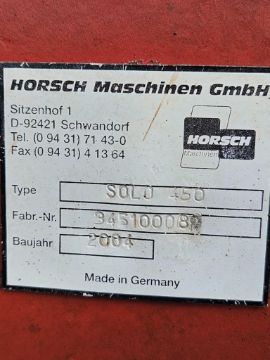 HORSCH Maschinen GmbH
Sitzenhof 1
D-92421 Schwandorf
Tel. (0 94 31) 71 43-0
Fax (0 94 31) 4 13 64
HORSCH
Maschinen
Type SOLO 450
Fabr.-Nr.
Baujahr 2004
Made in Germany